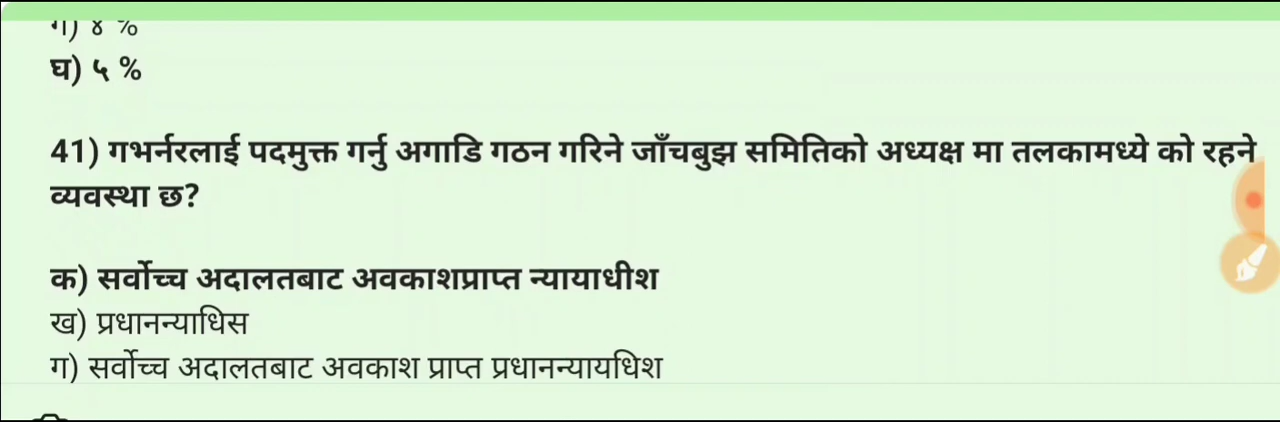 ग) ४ %
घ) ५ %
41) गभर्नरलाई पदमुक्त गर्नु अगाडि गठन गरिने जाँचबुझ समितिको अध्यक्ष मा तलकामध्ये को रहने
व्यवस्था छ?
क) सर्वोच्च अदालतबाट अवकाशप्राप्त न्यायाधीश
ख) प्रधानन्याधिस
ग) सर्वोच्च अदालतबाट अवकाश प्राप्त प्रधानन्यायधिश